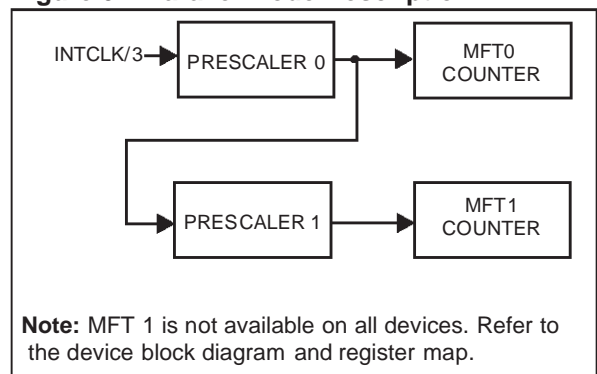 INTCLK/3
PRESCALER 0
MFT0
COUNTER
PRESCALER 1
MFT1
COUNTER
Note: MFT 1 is not available on all devices. Refer to
the device block diagram and register map.